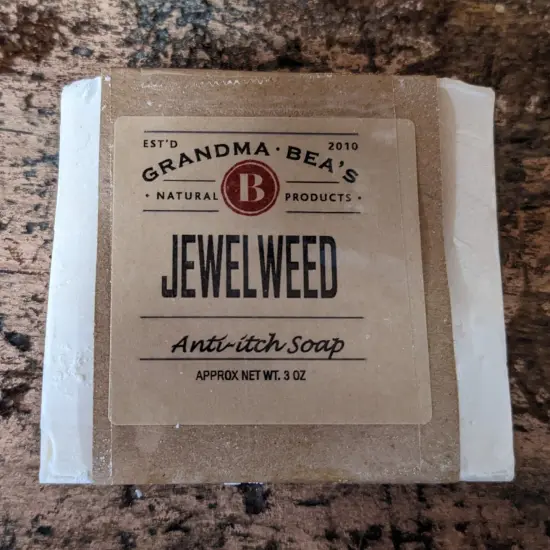 EST'D 2010
GRANDMA · BEA'S
B
· NATURAL PRODUCTS ·
JEWELWEED
Anti-itch Soap
APPROX NET WT. 3 OZ